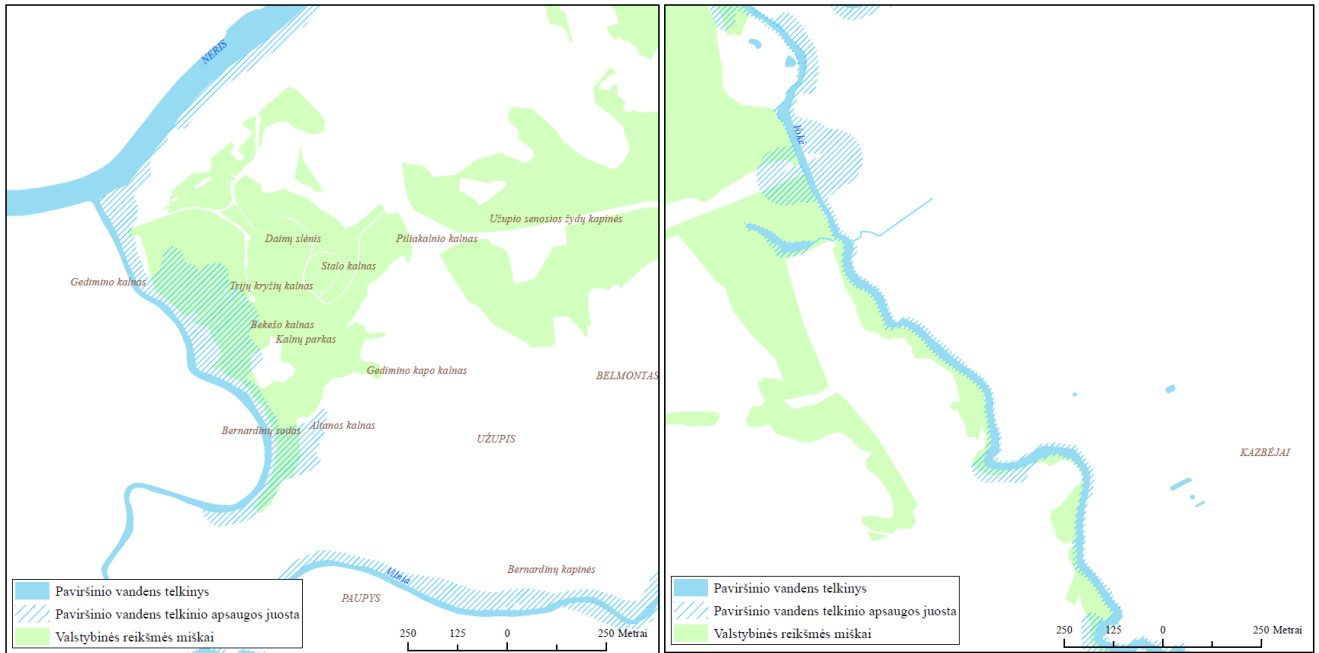 NERIS
Užupio senosios žydų kapinės
Dainų slėnis
Piliakalnio kalnas
Stalo kalnas
Gedimino kalnas
Trijų kryžių kalnas
Bekešo kalnas
Kalnų parkas
Gedimino kapo kalnas
BELMONTAS
Altanos kalnas
Bernardinų sodas
UŽUPIS
Bernardinų kapinės
Vilnia
PAUPYS
Paviršinio vandens telkinys
Paviršinio vandens telkinio apsaugos juosta
Valstybinės reikšmės miškai
250 125 0 250 Metrai
Vokė
KAZBĖJAI
Paviršinio vandens telkinys
Paviršinio vandens telkinio apsaugos juosta
Valstybinės reikšmės miškai
250 125 0 250 Metrai